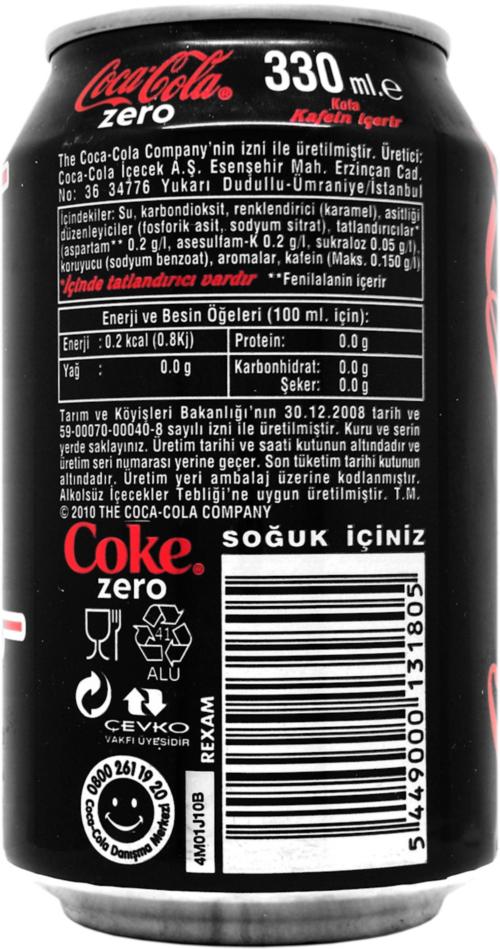 Coca-Cola®
zero
330 ml.e
Kola
Kafein içerir
The Coca-Cola Company'nin izni ile üretilmiştir. Üretici:
Coca-Cola İçecek A.Ş. Esenşehir Mah. Erzinçan Cad.
No: 36 34776 Yukarı Dudullu-Ümraniye/İstanbul
İçindekiler: Su, karbondioksit, renklendirici (karamel), asitliği
düzenleyiciler (fosforik asit, sodyum sitrat), tatlandırıcılar*
(aspartam** 0.2 g/l, asesulfam-K 0.2 g/l, sukraloz 0.05 g/l),
koruyucu (sodyum benzoat), aromalar, kafein (Maks. 0.150 g/l)
*İçinde tatlandırıcı vardır **Fenilalanin içerir
Enerji ve Besin Öğeleri (100 ml. için):
Enerji : 0.2 kcal (0.8Kj) Protein: 0.0 g
Yağ : 0.0 g Karbonhidrat: 0.0 g
Şeker: 0.0 g
Tarım ve Köyişleri Bakanlığı'nın 30.12.2008 tarih ve
59-00070-00040-8 sayılı izni ile üretilmiştir. Kuru ve serin
yerde saklayınız. Üretim tarihi ve saati kutunun altındadır ve
üretim seri numarası yerine geçer. Son tüketim tarihi kutunun
altındadır. Üretim yeri ambalaj üzerine kodlanmıştır.
Alkolsüz İçecekler Tebliği'ne uygun üretilmiştir. T.M.
© 2010 THE COCA-COLA COMPANY
Coke®
zero
SOĞUK İÇİNİZ
41
ALU
ÇEVKO
VAKFI ÜYESİDİR
REXAM
4M01J10B
0800 261 19 20
Coca-Cola Danışma Merkezi
5 449000 131805